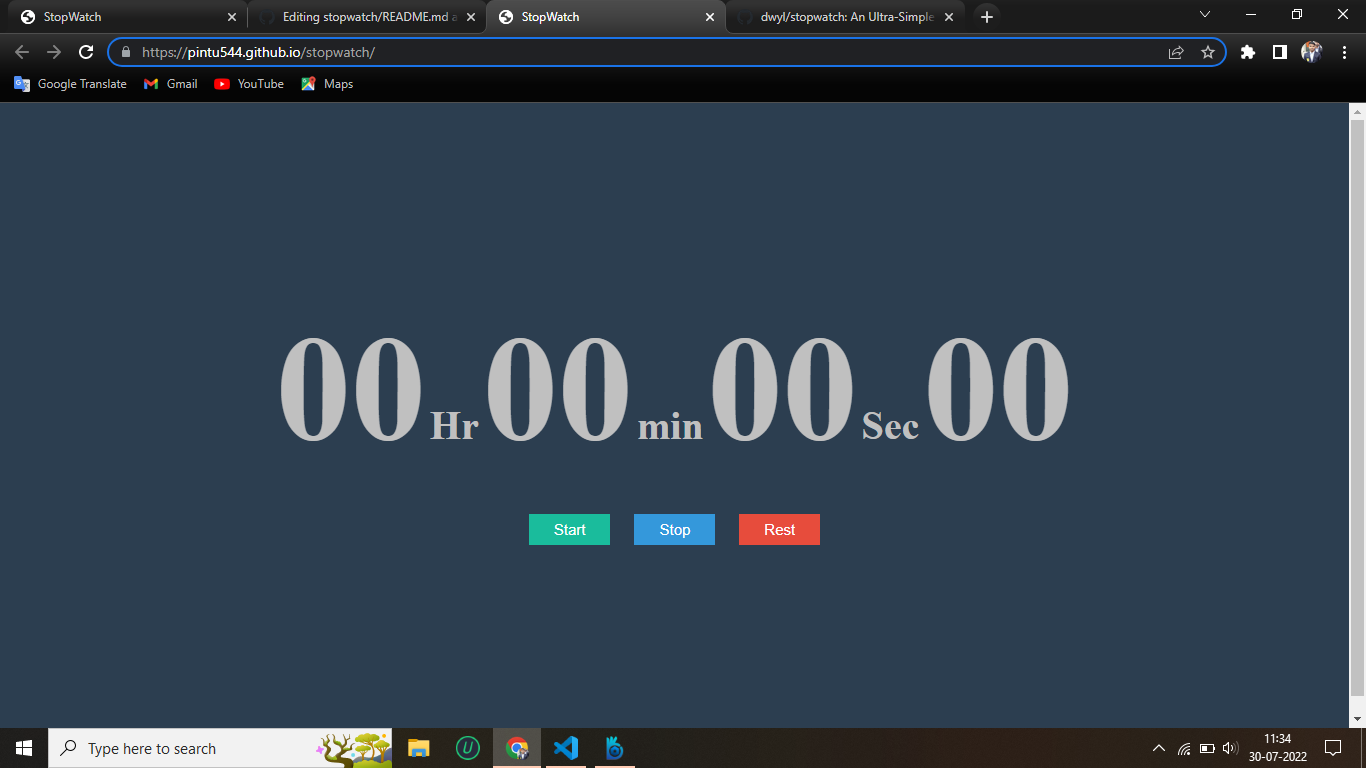 StopWatch
Editing stopwatch/README.md a
StopWatch
dwyl/stopwatch: An Ultra-Simple
https://pintu544.github.io/stopwatch/
Google Translate Gmail YouTube Maps
00 Hr 00 min 00 Sec 00
Start Stop Rest
Type here to search
11:34
30-07-2022